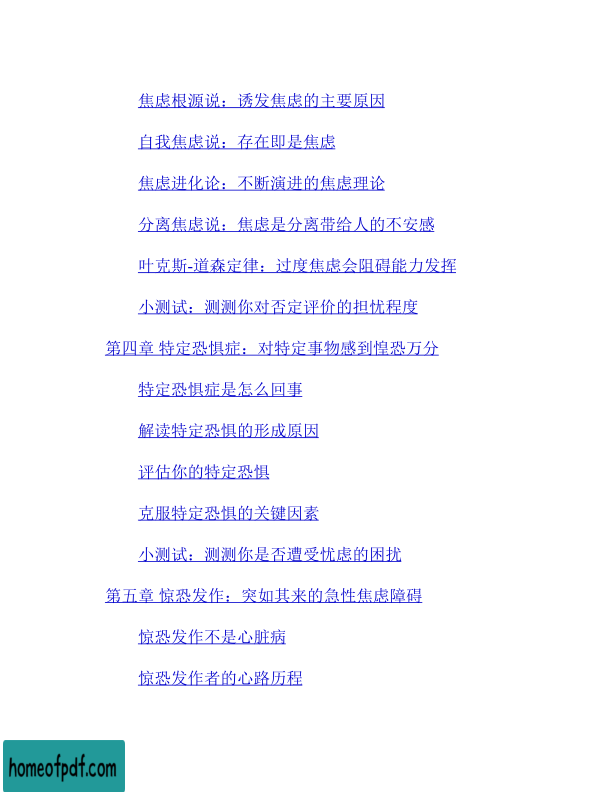 焦虑根源说：诱发焦虑的主要原因
自我焦虑说：存在即是焦虑
焦虑进化论：不断演进的焦虑理论
分离焦虑说：焦虑是分离带给人的不安感
叶克斯-道森定律：过度焦虑会阻碍能力发挥
小测试：测测你对否定评价的担忧程度
第四章 特定恐惧症：对特定事物感到惶恐万分
特定恐惧症是怎么回事
解读特定恐惧的形成原因
评估你的特定恐惧
克服特定恐惧的关键因素
小测试：测测你是否遭受忧虑的困扰
第五章 惊恐发作：突如其来的急性焦虑障碍
惊恐发作不是心脏病
惊恐发作者的心路历程
homeofpdf.com